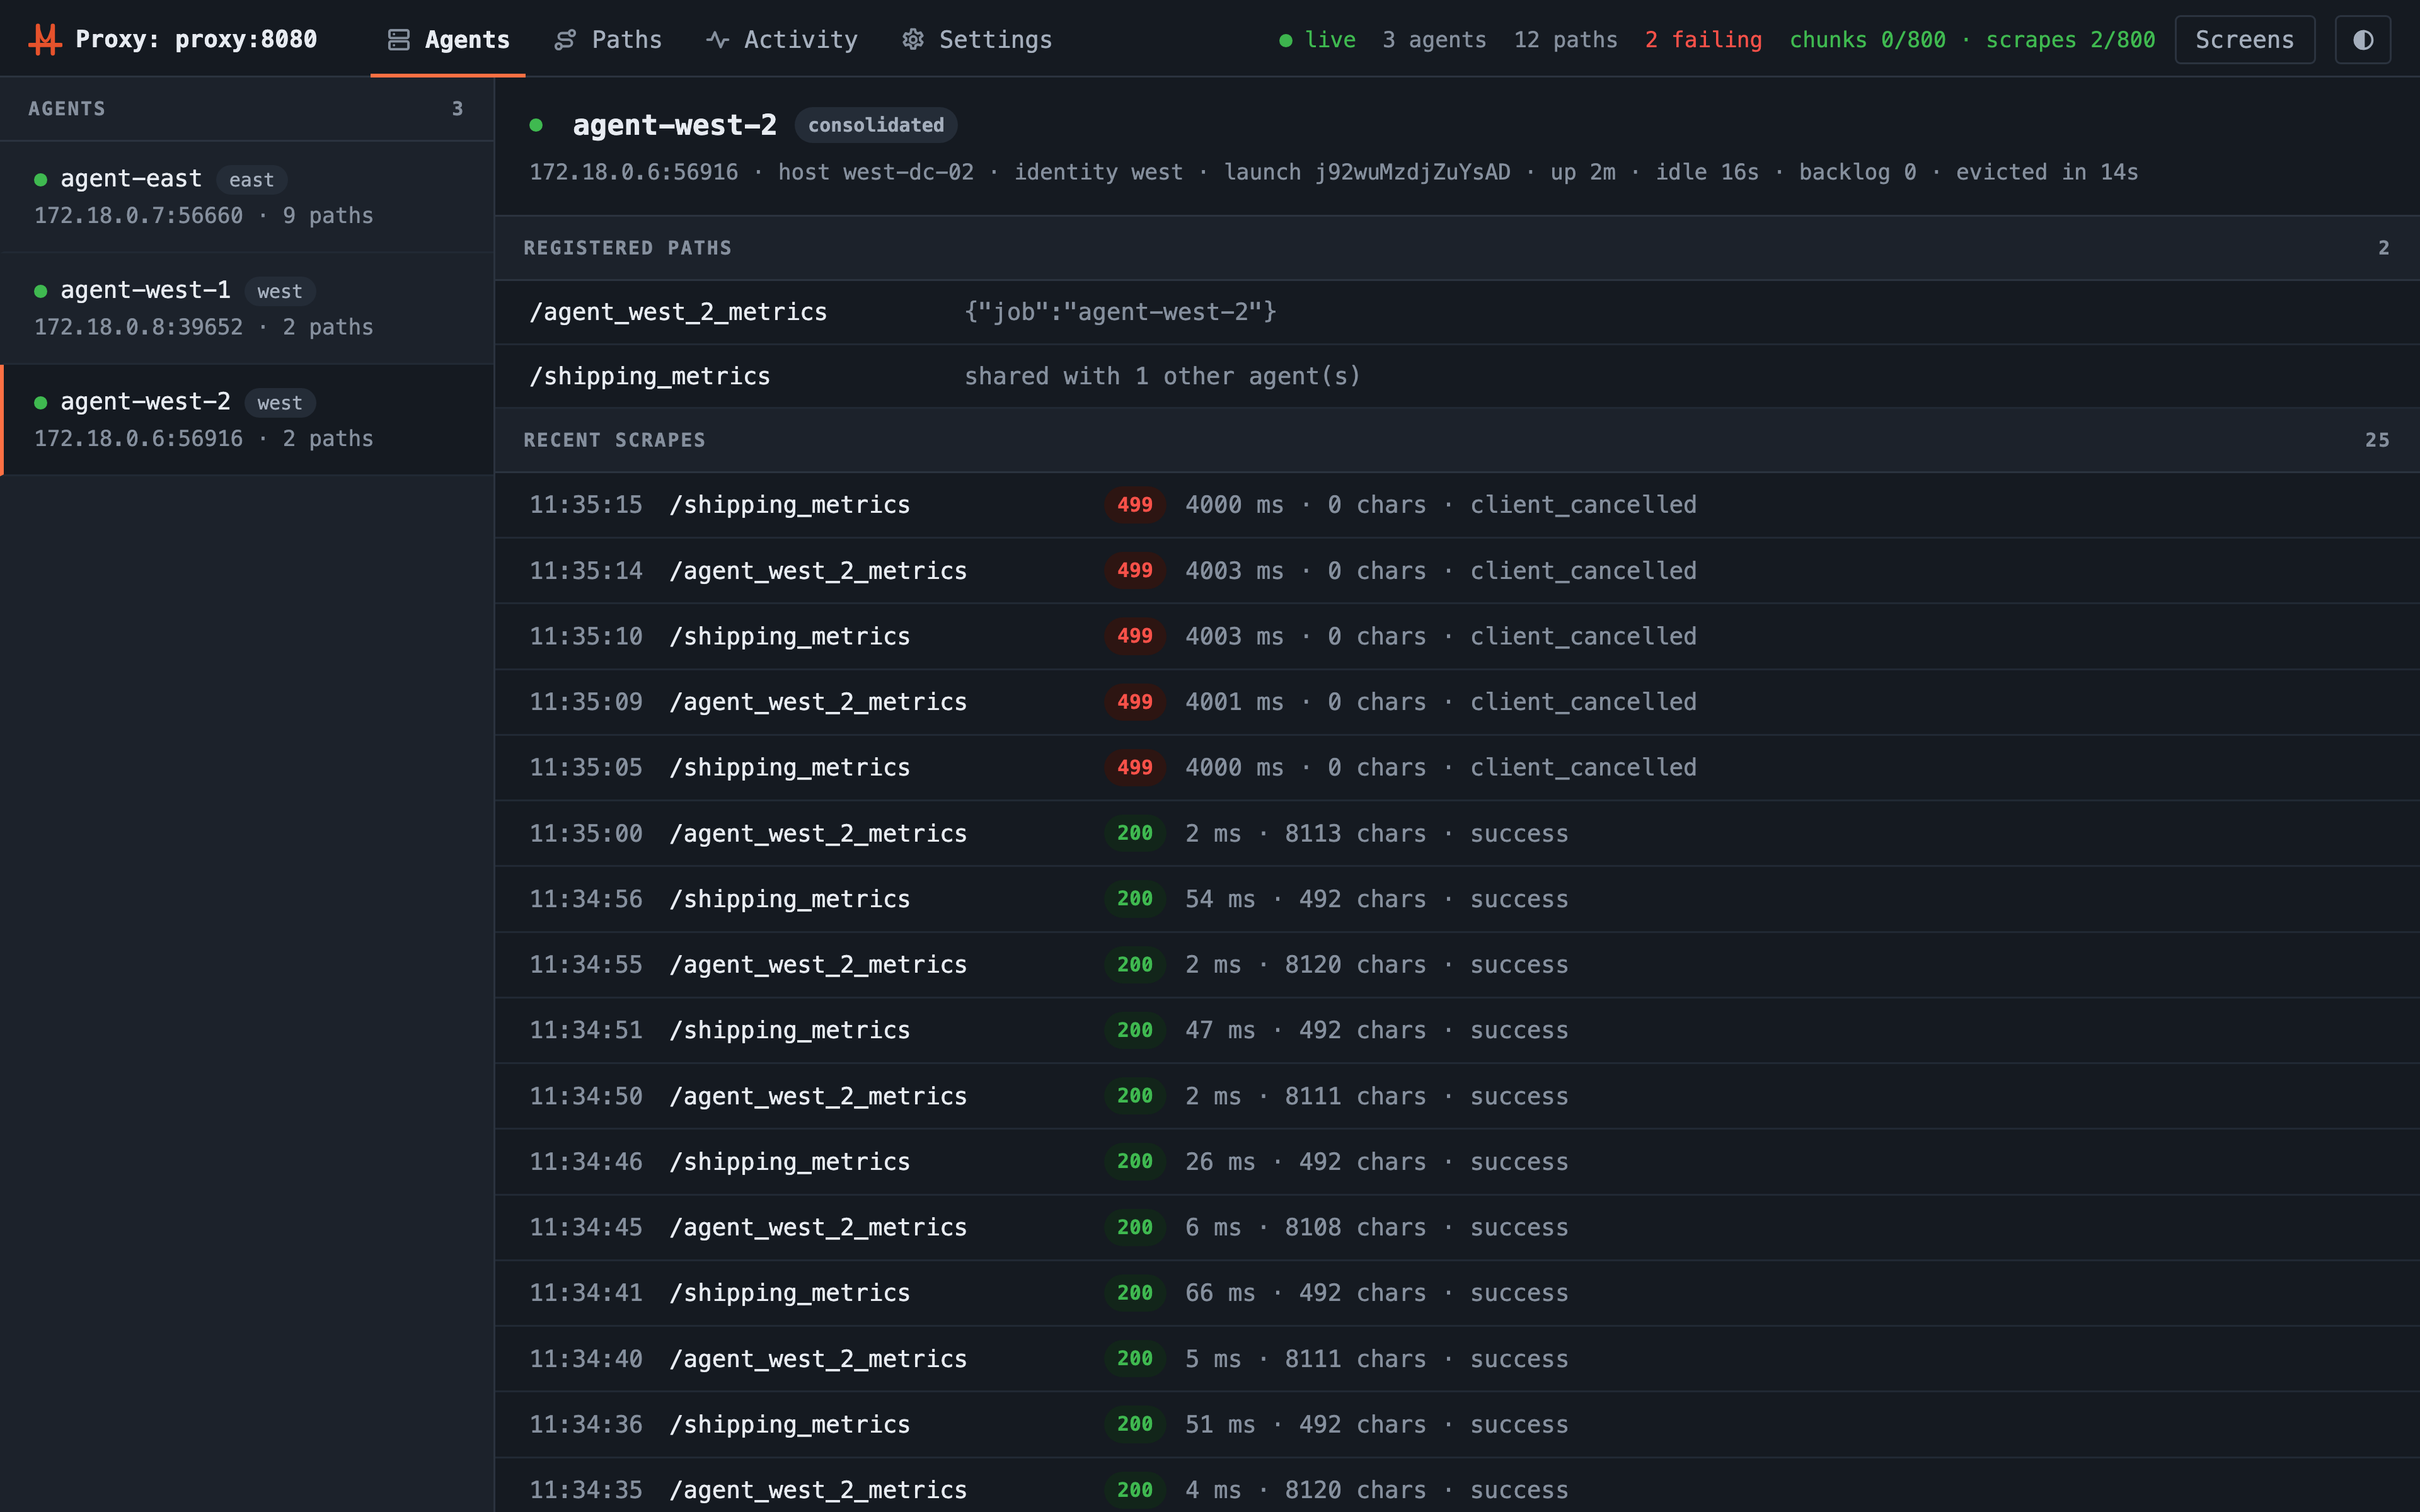 Proxy: proxy:8080 Agents Paths Activity Settings live 3 agents 12 paths 2 failing chunks 0/800 · scrapes 2/800 Screens
AGENTS 3
agent-east east
172.18.0.7:56660 · 9 paths
agent-west-1 west
172.18.0.8:39652 · 2 paths
agent-west-2 west
172.18.0.6:56916 · 2 paths
agent-west-2 consolidated
172.18.0.6:56916 · host west-dc-02 · identity west · launch j92wuMzdjZuYsAD · up 2m · idle 16s · backlog 0 · evicted in 14s
REGISTERED PATHS 2
/agent_west_2_metrics {"job":"agent-west-2"}
/shipping_metrics shared with 1 other agent(s)
RECENT SCRAPES 25
11:35:15 /shipping_metrics 499 4000 ms · 0 chars · client_cancelled
11:35:14 /agent_west_2_metrics 499 4003 ms · 0 chars · client_cancelled
11:35:10 /shipping_metrics 499 4003 ms · 0 chars · client_cancelled
11:35:09 /agent_west_2_metrics 499 4001 ms · 0 chars · client_cancelled
11:35:05 /shipping_metrics 499 4000 ms · 0 chars · client_cancelled
11:35:00 /agent_west_2_metrics 200 2 ms · 8113 chars · success
11:34:56 /shipping_metrics 200 54 ms · 492 chars · success
11:34:55 /agent_west_2_metrics 200 2 ms · 8120 chars · success
11:34:51 /shipping_metrics 200 47 ms · 492 chars · success
11:34:50 /agent_west_2_metrics 200 2 ms · 8111 chars · success
11:34:46 /shipping_metrics 200 26 ms · 492 chars · success
11:34:45 /agent_west_2_metrics 200 6 ms · 8108 chars · success
11:34:41 /shipping_metrics 200 66 ms · 492 chars · success
11:34:40 /agent_west_2_metrics 200 5 ms · 8111 chars · success
11:34:36 /shipping_metrics 200 51 ms · 492 chars · success
11:34:35 /agent_west_2_metrics 200 4 ms · 8120 chars · success